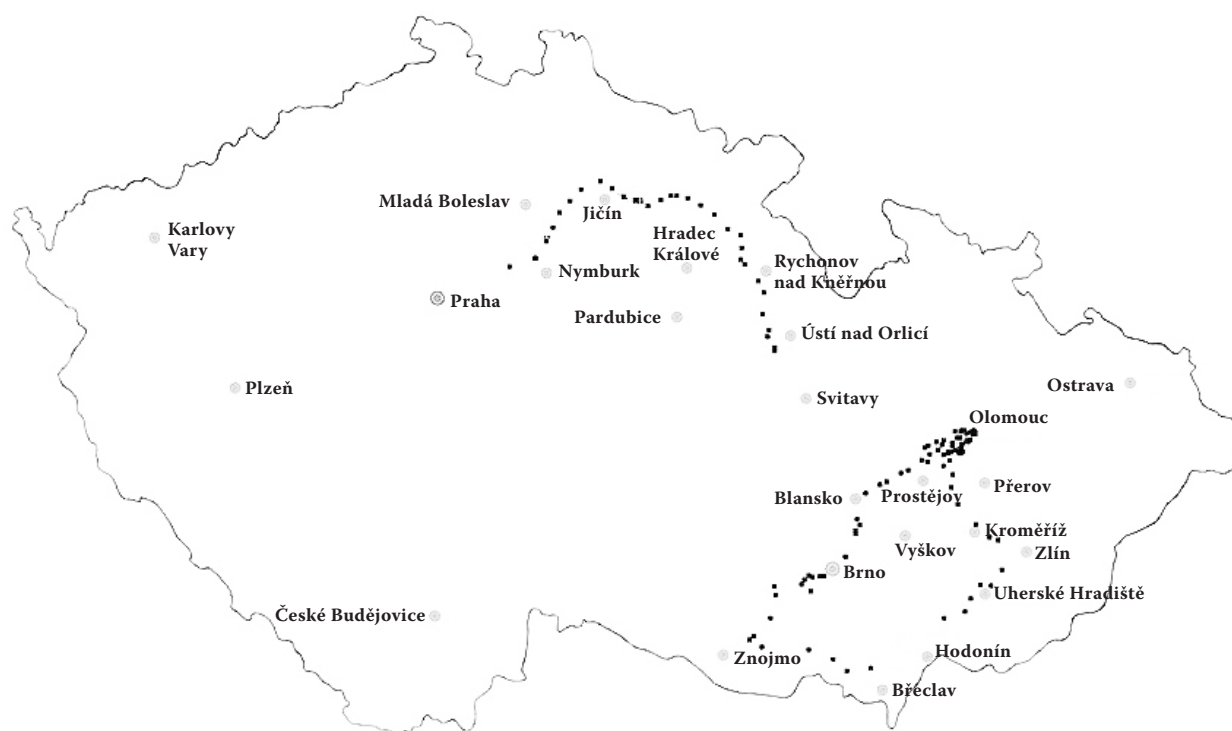 Mladá Boleslav
Jičín
Karlovy
Vary
Hradec
Králové
Nymburk
Rychonov
nad Kněřnou
Praha
Pardubice
Ústí nad Orlicí
Plzeň
Ostrava
Svitavy
Olomouc
Blansko
Prostějov
Přerov
Kroměříž
Vyškov
Zlín
Brno
Uherské Hradiště
České Budějovice
Znojmo
Hodonín
Břeclav